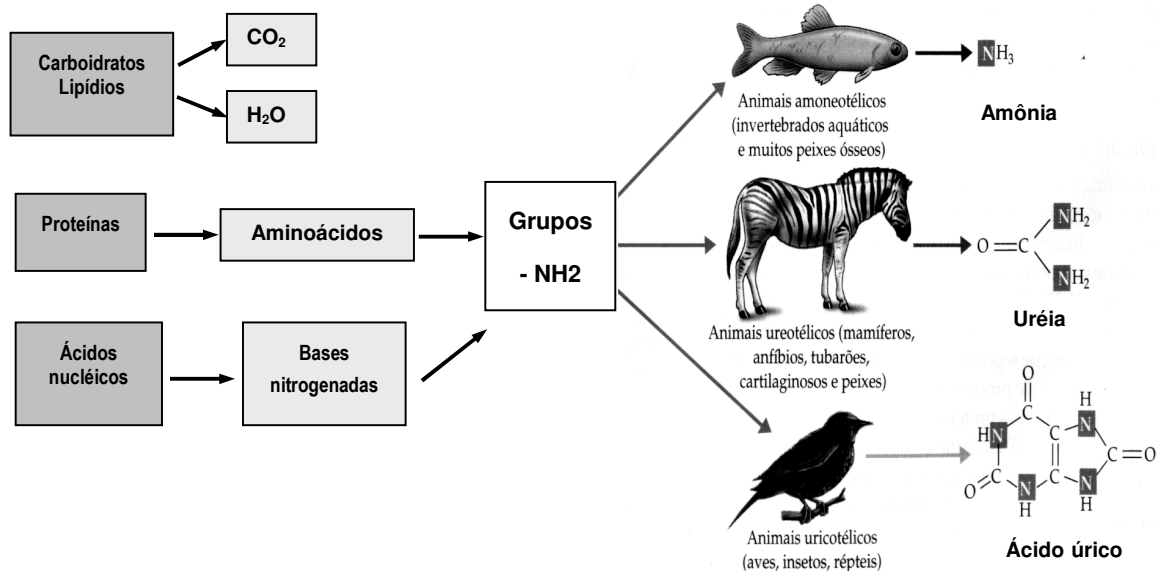 Carboidratos
Lipídios
CO₂
H₂O
Proteínas
Aminoácidos
Ácidos
nucléicos
Bases
nitrogenadas
Grupos
- NH2
Animais amoneotélicos
(invertebrados aquáticos
e muitos peixes ósseos)
NH₃
Amônia
Animais ureotélicos (mamíferos,
anfíbios, tubarões,
cartilaginosos e peixes)
NH₂
O
C
NH₂
Uréia
Animais uricotélicos
(aves, insetos, répteis)
O
H
C
N
HN
C
C
O
C
C
O
N
N
H
H
Ácido úrico